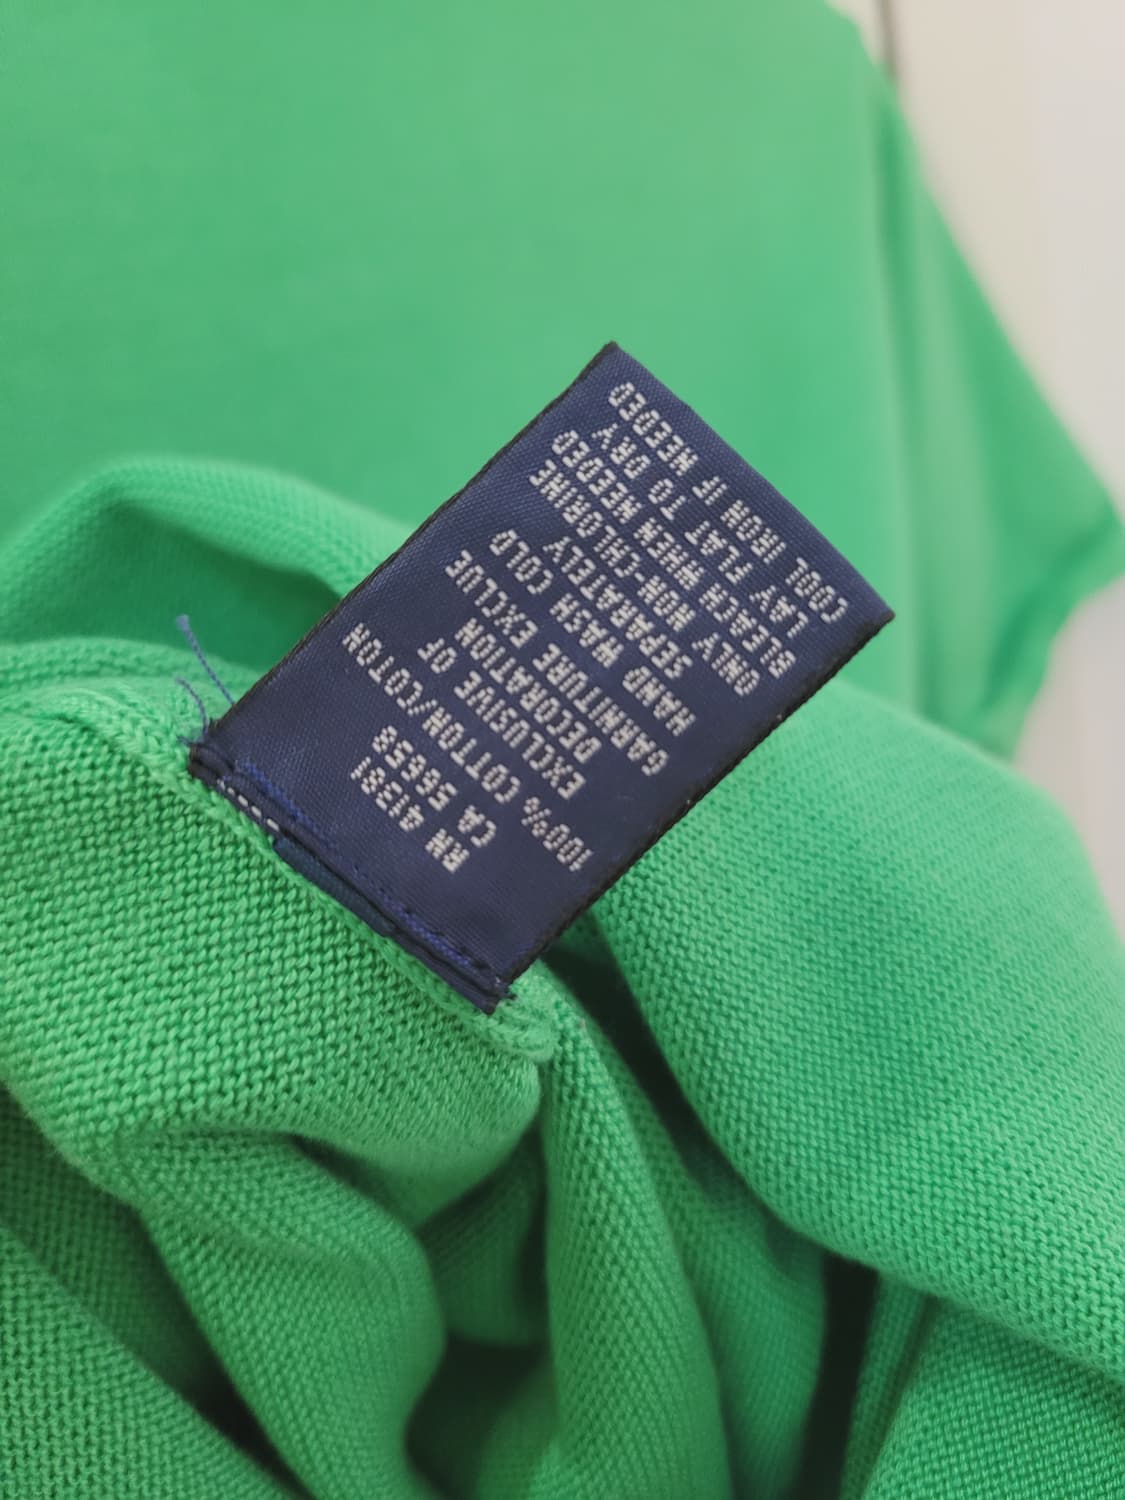 RN 41381
CA 56658
100% COTTON/COTTON
EXCLUSIVE OF
DECORATION
GARNITURE EXCLUE
HAND WASH COLD
SEPARATELY
ONLY NON-CHLORINE
BLEACH WHEN NEEDED
LAY FLAT TO DRY
COOL IRON IF NEEDED